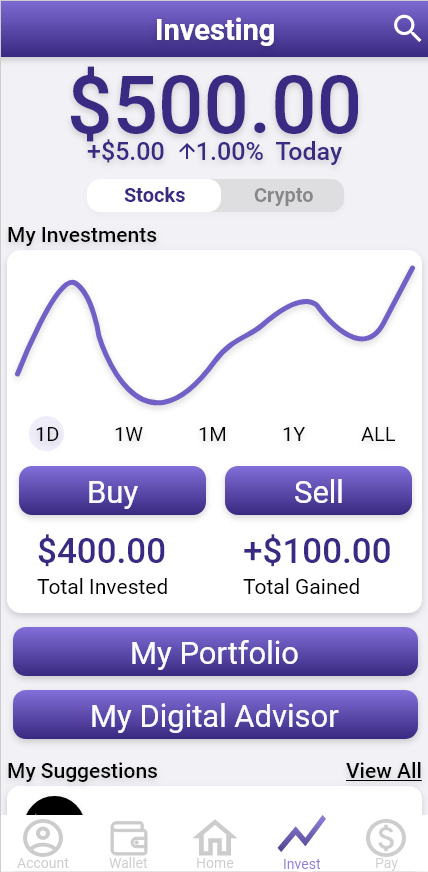 Investing
$500.00
+$5.00 ↑1.00% Today
Stocks Crypto
My Investments
1D 1W 1M 1Y ALL
Buy Sell
$400.00 +$100.00
Total Invested Total Gained
My Portfolio
My Digital Advisor
My Suggestions View All
Account Wallet Home Invest Pay